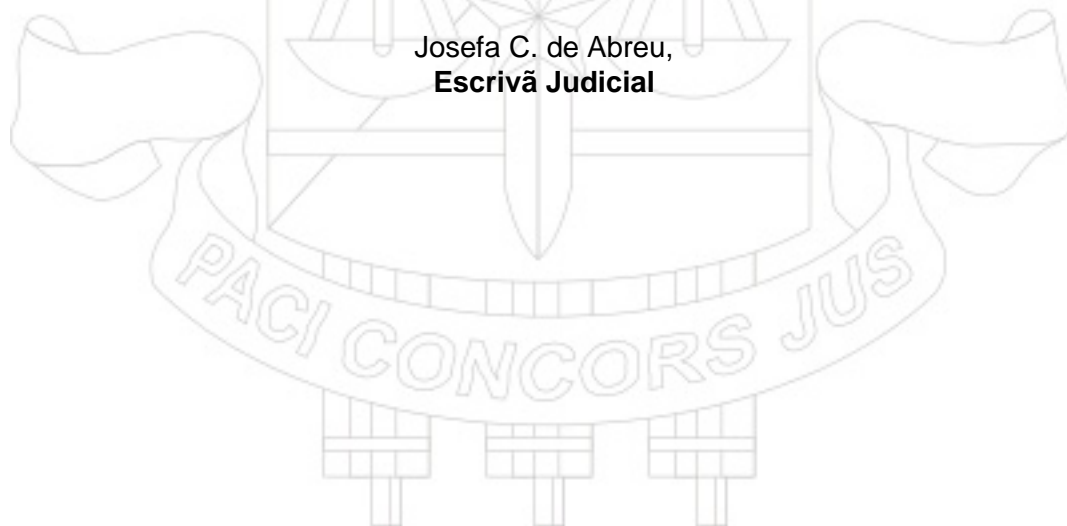 Josefa C. de Abreu,
Escrivã Judicial
PACI CONCORS JUS